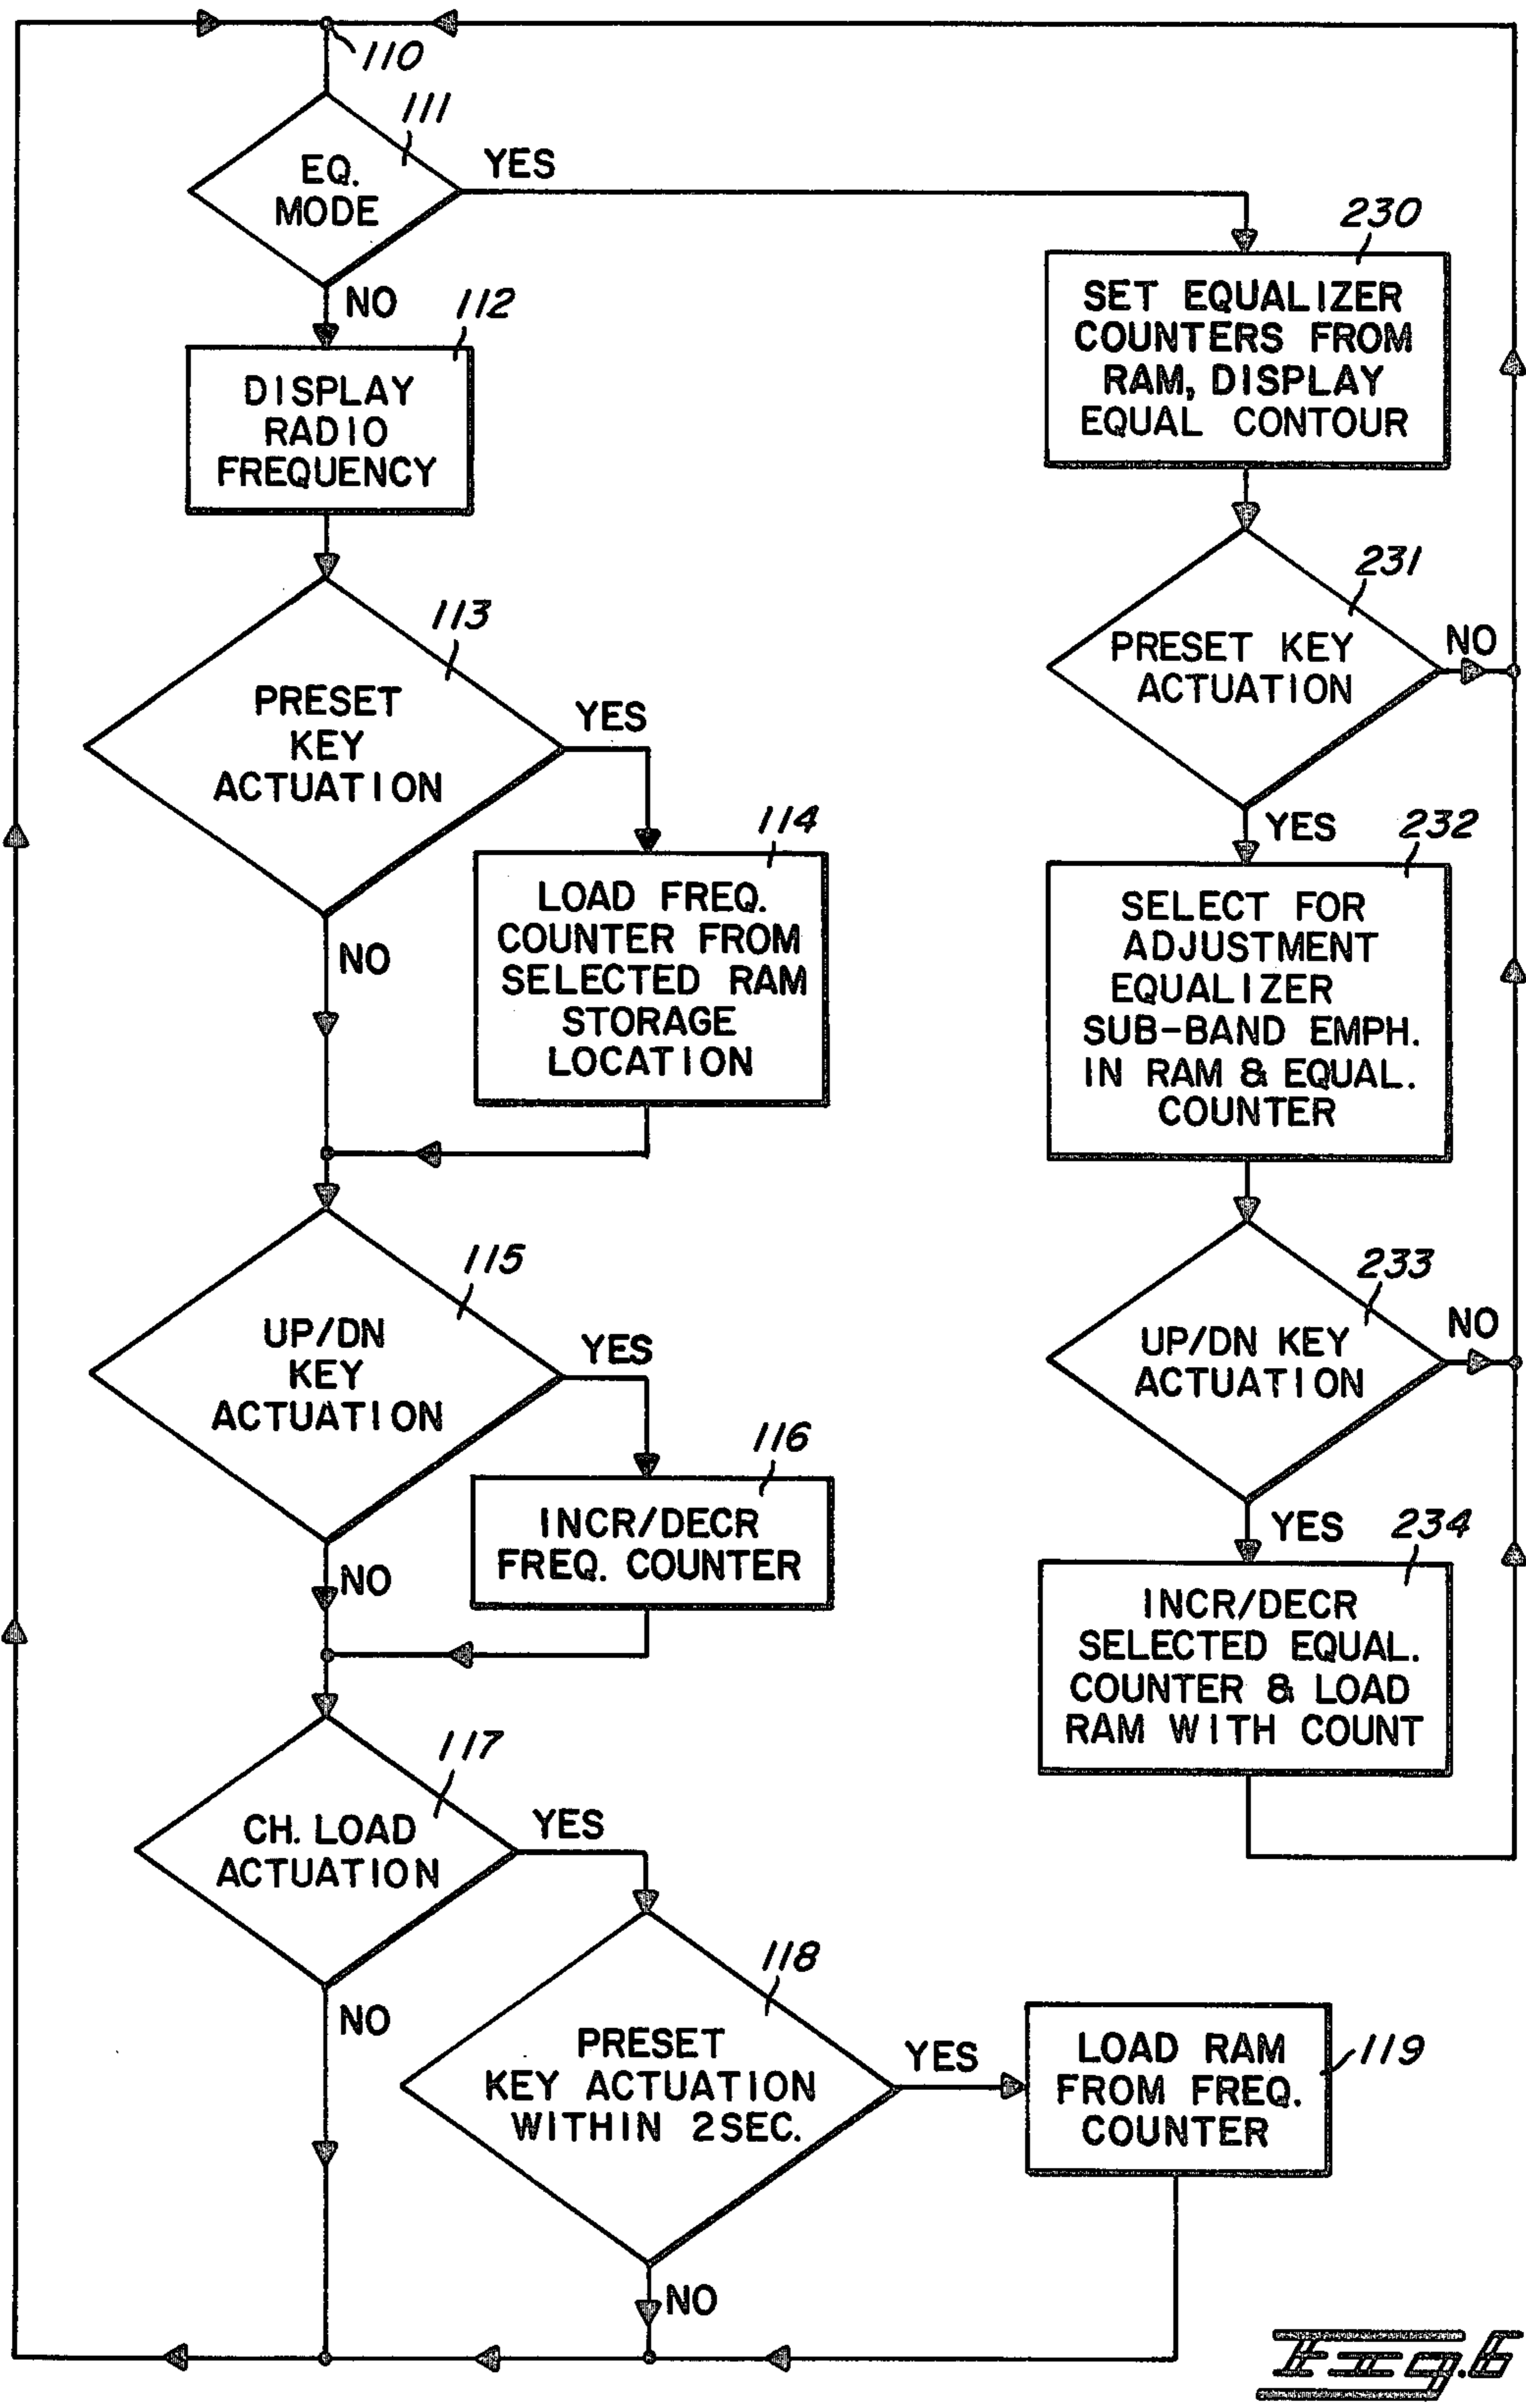 110
111
EQ.
MODE
YES
NO
112
DISPLAY
RADIO
FREQUENCY
113
PRESET
KEY
ACTUATION
YES
NO
114
LOAD FREQ.
COUNTER FROM
SELECTED RAM
STORAGE
LOCATION
115
UP/DN
KEY
ACTUATION
YES
NO
116
INCR/DECR
FREQ. COUNTER
117
CH. LOAD
ACTUATION
YES
NO
118
PRESET
KEY ACTUATION
WITHIN 2SEC.
YES
NO
119
LOAD RAM
FROM FREQ.
COUNTER
230
SET EQUALIZER
COUNTERS FROM
RAM, DISPLAY
EQUAL CONTOUR
231
PRESET KEY
ACTUATION
NO
YES
232
SELECT FOR
ADJUSTMENT
EQUALIZER
SUB-BAND EMPH.
IN RAM & EQUAL.
COUNTER
233
UP/DN KEY
ACTUATION
NO
YES
234
INCR/DECR
SELECTED EQUAL.
COUNTER & LOAD
RAM WITH COUNT
Fig.6